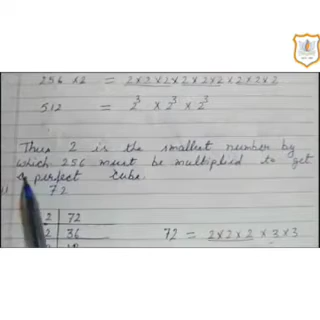 256 x 2 = 2 x 2 x 2 x 2 x 2 x 2 x 2 x 2 x 2
512 = 2³ x 2³ x 2³
Thus 2 is the smallest number by
which 256 must be multiplied to get
a perfect cube.
72
2 | 72
2 | 36
72 = 2 x 2 x 2 x 3 x 3